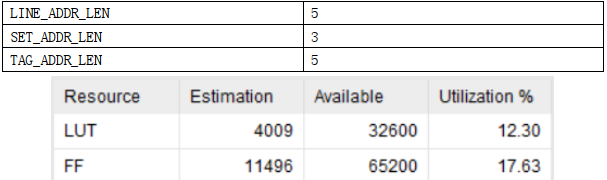 LINE_ADDR_LEN 5
SET_ADDR_LEN 3
TAG_ADDR_LEN 5
Resource Estimation Available Utilization %
LUT 4009 32600 12.30
FF 11496 65200 17.63